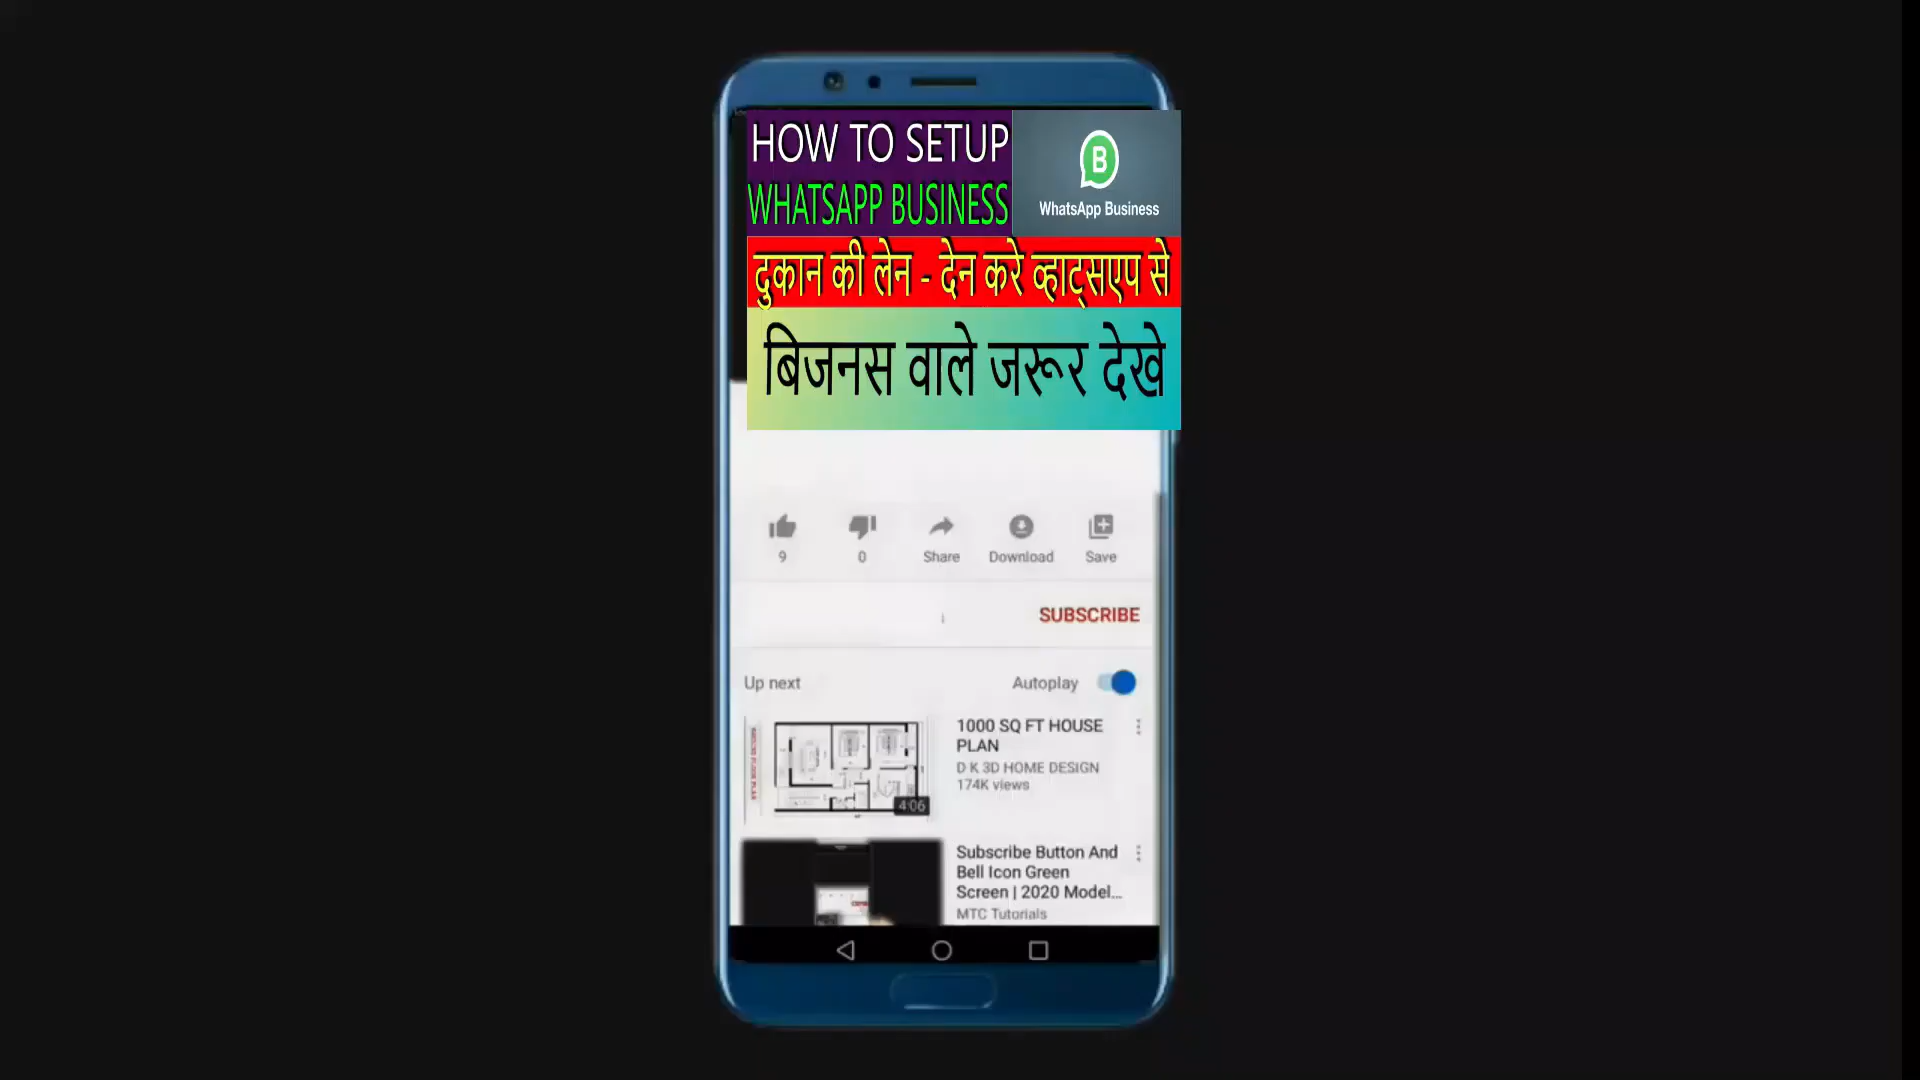 HOW TO SETUP
WHATSAPP BUSINESS
B
WhatsApp Business
दुकान की लेन - देन करे व्हाट्सएप से
बिजनस वाले जरूर देखे
9
0
Share
Download
Save
SUBSCRIBE
Up next
Autoplay
1000 SQ FT HOUSE
PLAN
D K 3D HOME DESIGN
174K views
4:06
Subscribe Button And
Bell Icon Green
Screen | 2020 Model...
MTC Tutorials